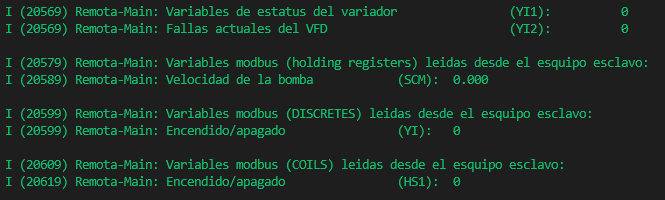 I (20569) Remota-Main: Variables de estatus del variador (YI1): 0
I (20569) Remota-Main: Fallas actuales del VFD (YI2): 0
I (20579) Remota-Main: Variables modbus (holding registers) leidas desde el esquipo esclavo:
I (20589) Remota-Main: Velocidad de la bomba (SCM): 0.000
I (20599) Remota-Main: Variables modbus (DISCRETES) leidas desde el esquipo esclavo:
I (20599) Remota-Main: Encendido/apagado (YI): 0
I (20609) Remota-Main: Variables modbus (COILS) leidas desde el esquipo esclavo:
I (20619) Remota-Main: Encendido/apagado (HS1): 0